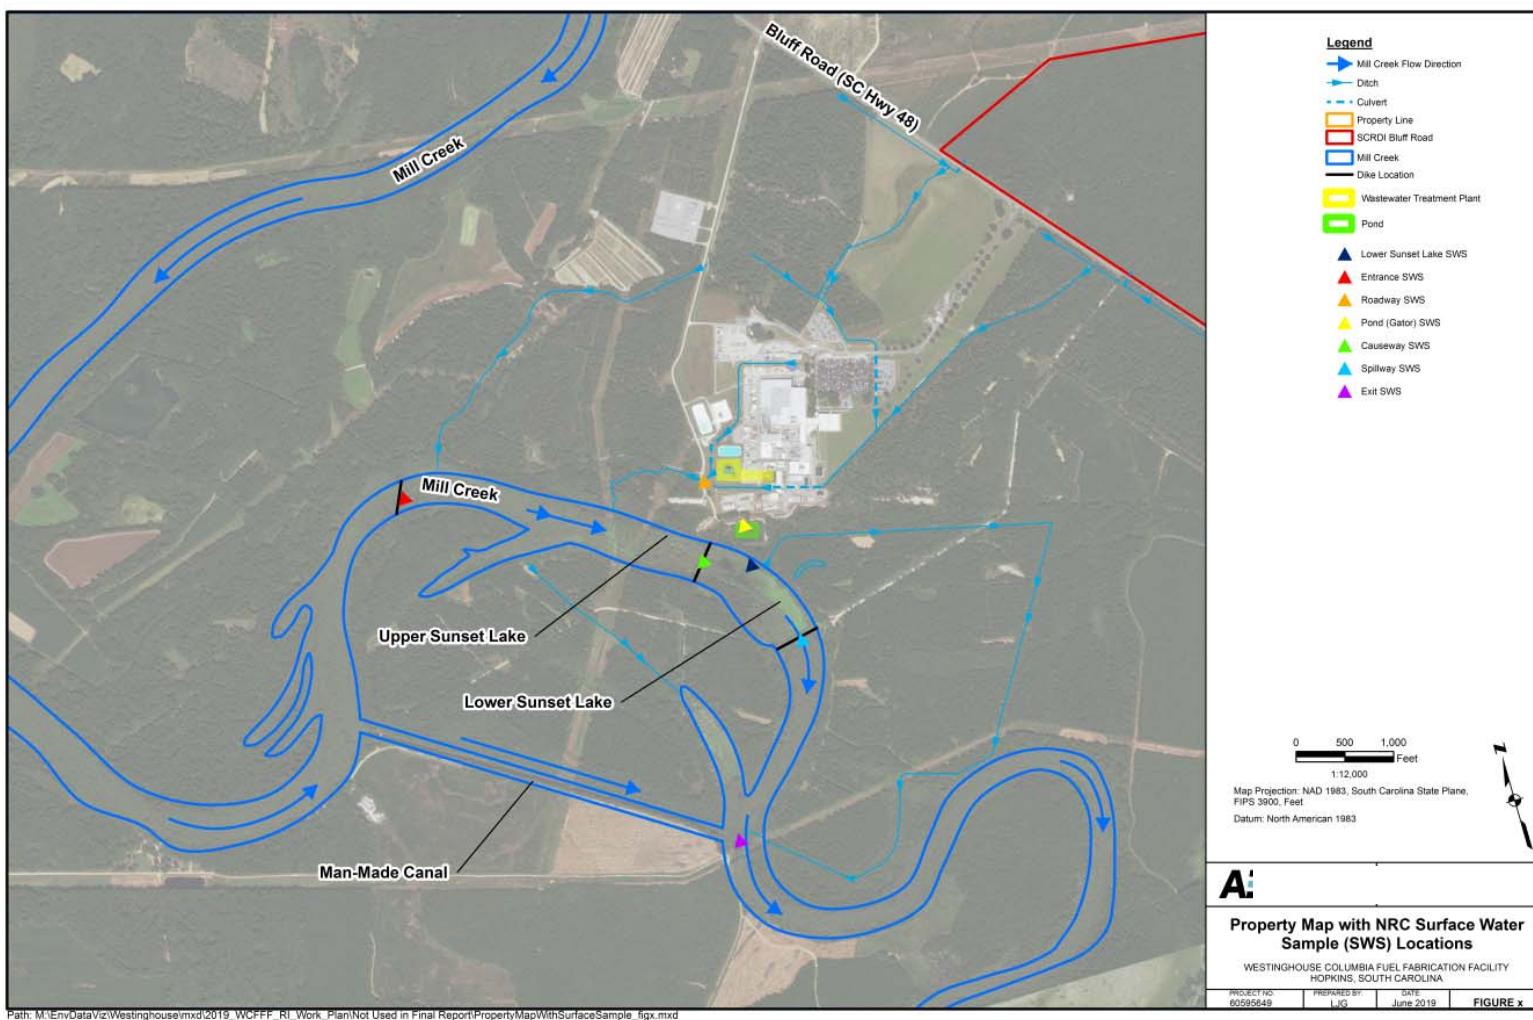 Bluff Road (SC Hwy 48)
Mill Creek
Mill Creek
Upper Sunset Lake
Lower Sunset Lake
Man-Made Canal
Legend
Mill Creek Flow Direction
Ditch
Culvert
Property Line
SCRDI Bluff Road
Mill Creek
Dike Location
Wastewater Treatment Plant
Pond
Lower Sunset Lake SWS
Entrance SWS
Roadway SWS
Pond (Gator) SWS
Causeway SWS
Spillway SWS
Exit SWS
0 500 1,000
Feet
1:12,000
Map Projection: NAD 1983, South Carolina State Plane,
FIPS 3900, Feet
Datum: North American 1983
Z
A
Property Map with NRC Surface Water
Sample (SWS) Locations
WESTINGHOUSE COLUMBIA FUEL FABRICATION FACILITY
HOPKINS, SOUTH CAROLINA
PROJECT NO. PREPARED BY: DATE:
60595649 LJG June 2019 FIGURE x
Path: M:\EnvDataViz\Westinghouse\mxd\2019_WCFFF_RI_Work_Plan\Not Used in Final Report\PropertyMapWithSurfaceSample_figx.mxd